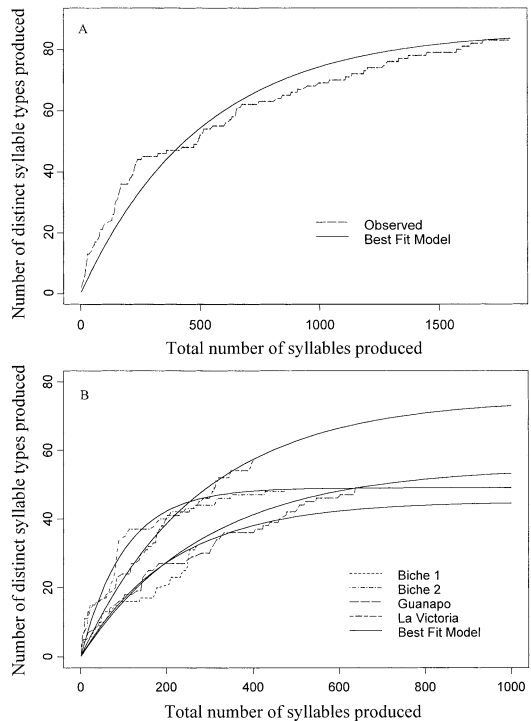 A
Number of distinct syllable types produced
80
60
40
20
0
Observed
Best Fit Model
0
500
1000
1500
Total number of syllables produced
B
Number of distinct syllable types produced
80
60
40
20
0
Biche 1
Biche 2
Guanapo
La Victoria
Best Fit Model
0
200
400
600
800
1000
Total number of syllables produced